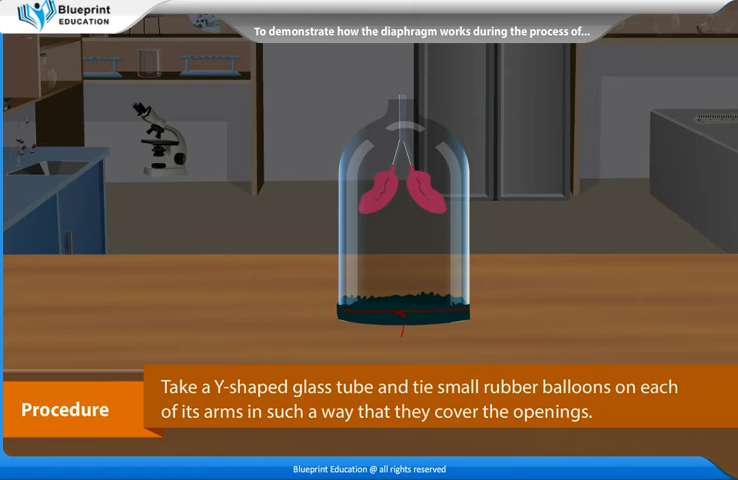 Blueprint
EDUCATION
To demonstrate how the diaphragm works during the process of...
Take a Y-shaped glass tube and tie small rubber balloons on each
of its arms in such a way that they cover the openings.
Procedure
Blueprint Education @ all rights reserved